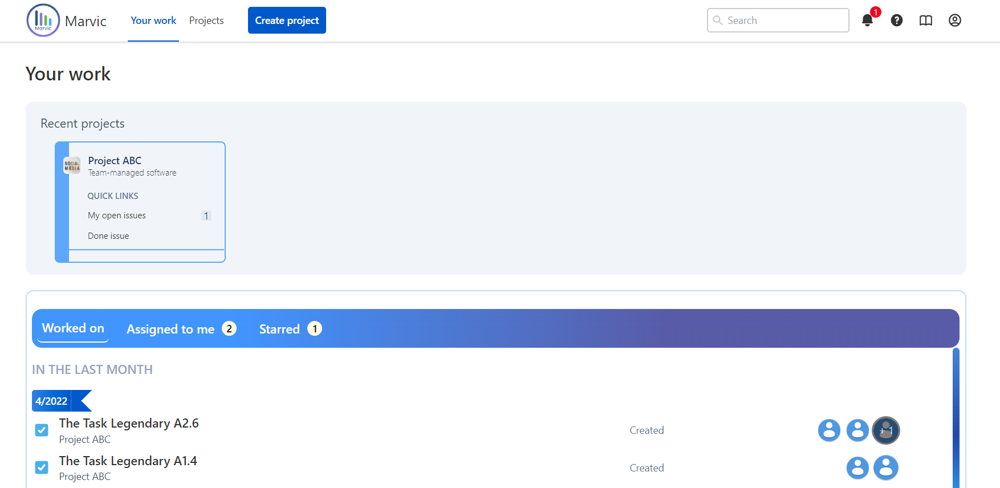 Marvic
Marvic
Your work
Projects
Create project
Search
1
Your work
Recent projects
SOCIAL
MEDIA
Project ABC
Team-managed software
QUICK LINKS
My open issues 1
Done issue
Worked on
Assigned to me 2
Starred 1
IN THE LAST MONTH
4/2022
The Task Legendary A2.6
Project ABC
Created
+1
The Task Legendary A1.4
Project ABC
Created